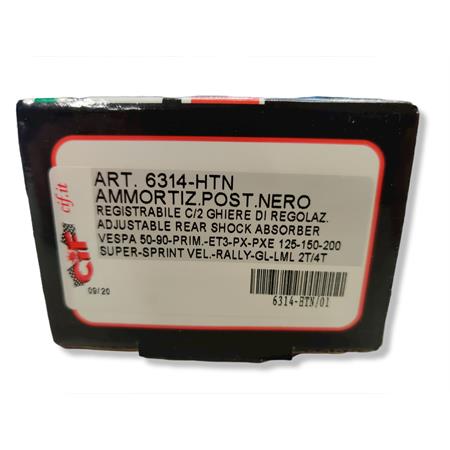 ART. 6314-HTN
AMMORTIZ.POST.NERO
REGISTRABILE C/2 GHIERE DI REGOLAZ.
ADJUSTABLE REAR SHOCK ABSORBER
VESPA 50-90-PRIM.-ET3-PX-PXE 125-150-200
SUPER-SPRINT VEL.-RALLY-GL-LML 2T/4T
cif.it
CIF
09/20
6314-HTN/01